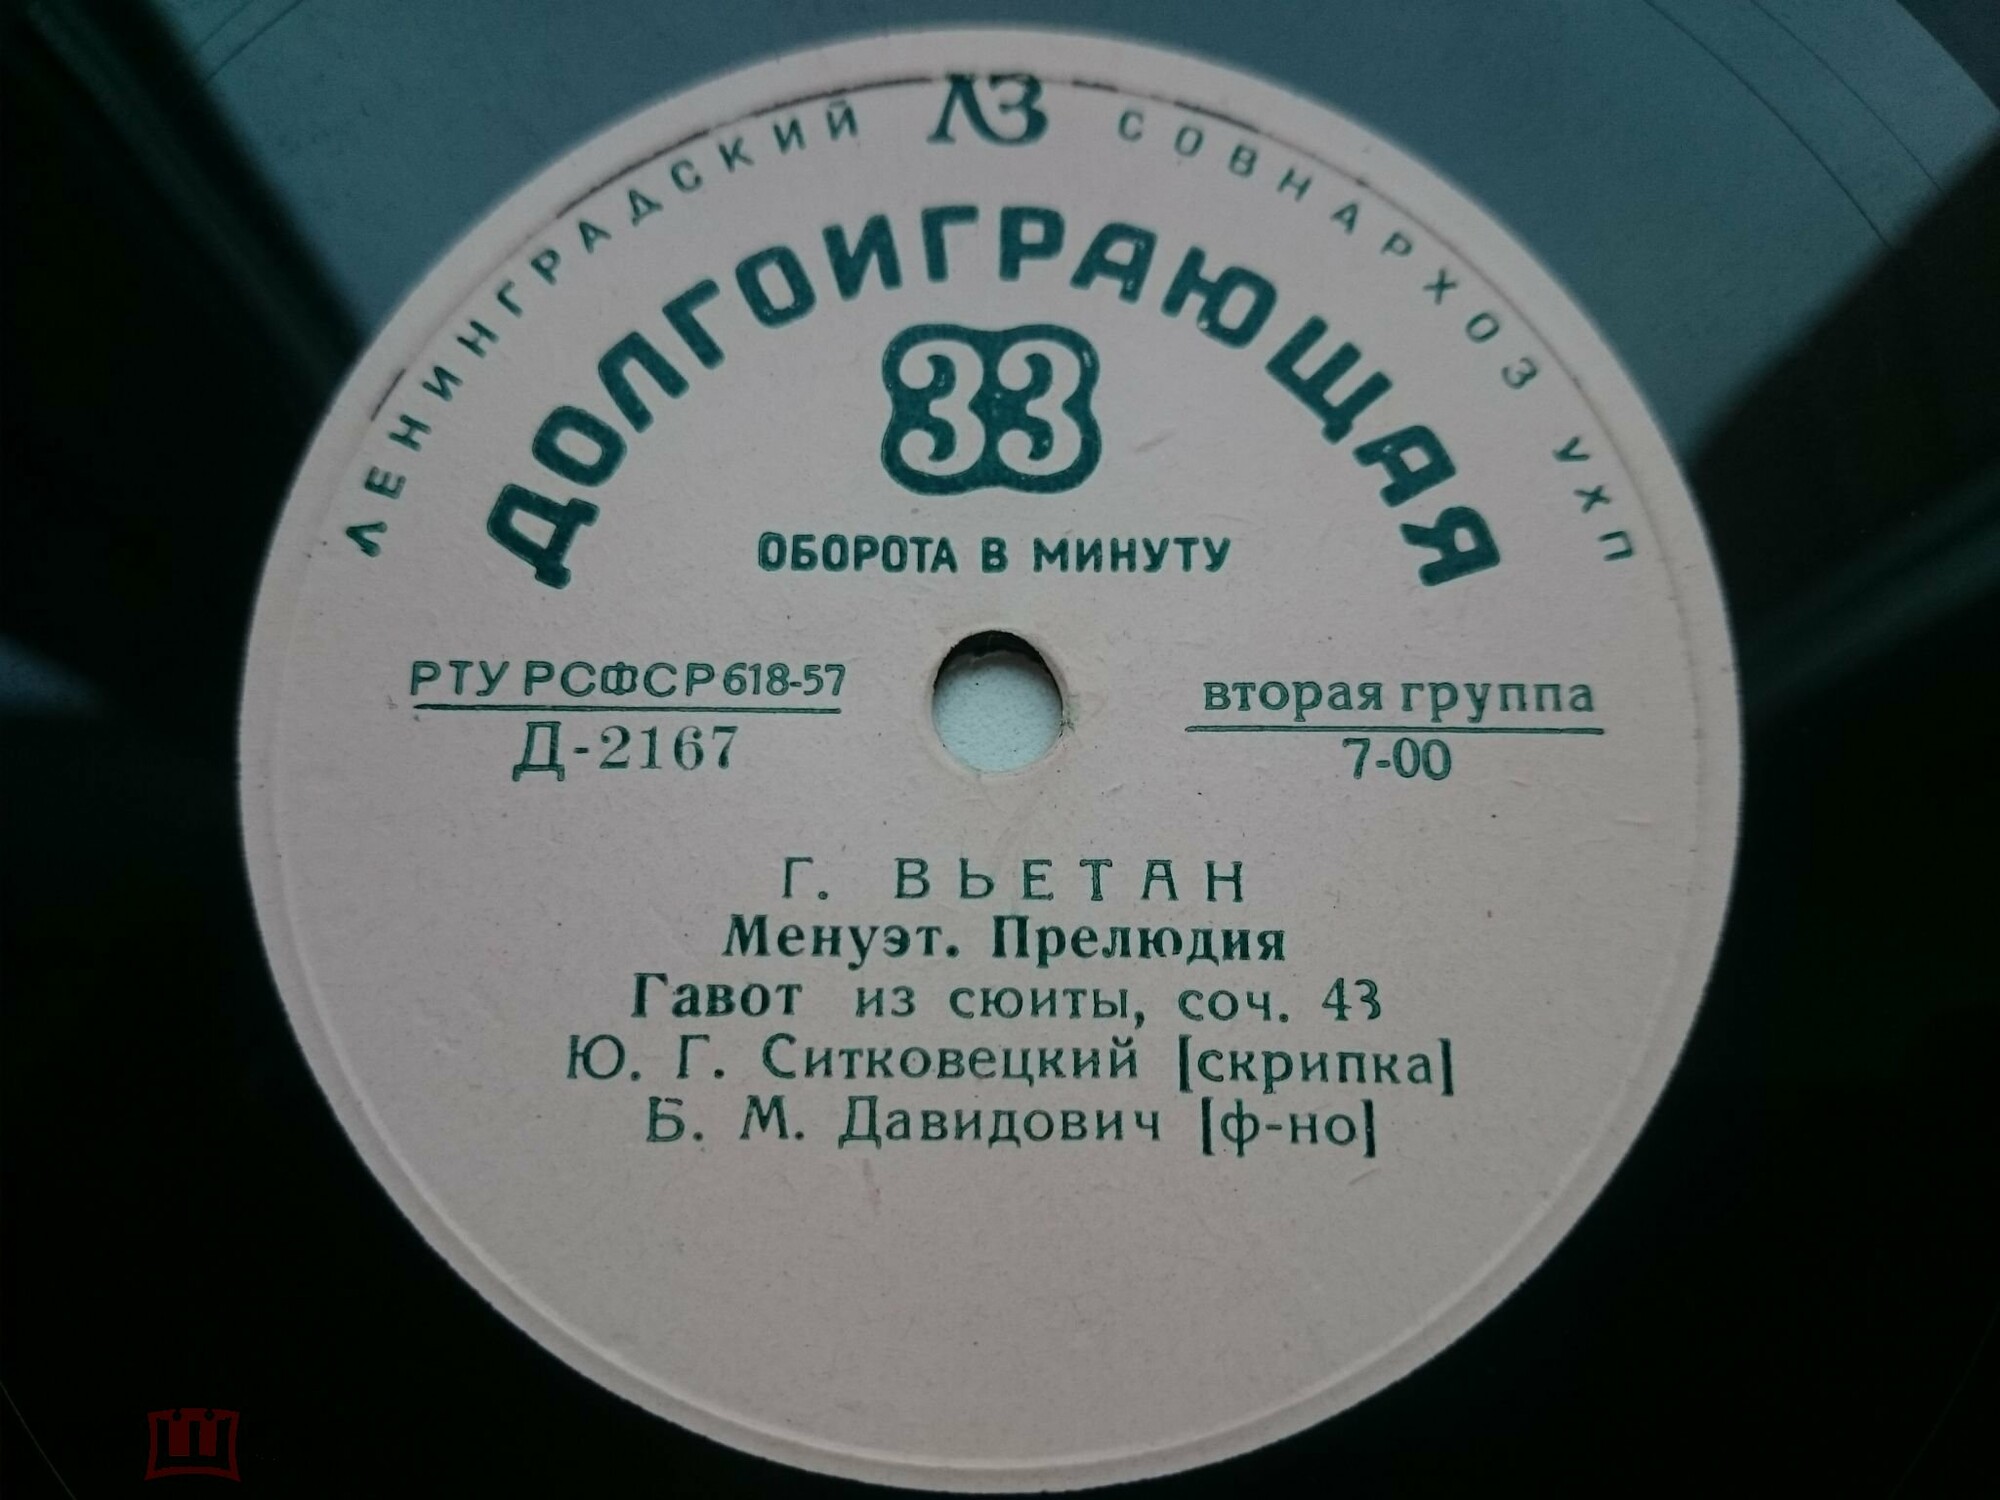 ЛЕНИНГРАДСКИЙ ЛЗ СОВНАРХОЗ УХП
ДОЛГОИГРАЮЩАЯ
33
ОБОРОТА В МИНУТУ
РТУ РСФСР 618-57
Д-2167
вторая группа
7-00
Г. ВЬЕТАН
Менуэт. Прелюдия
Гавот из сюиты, соч. 43
Ю. Г. Ситковецкий [скрипка]
Б. М. Давидович [ф-но]